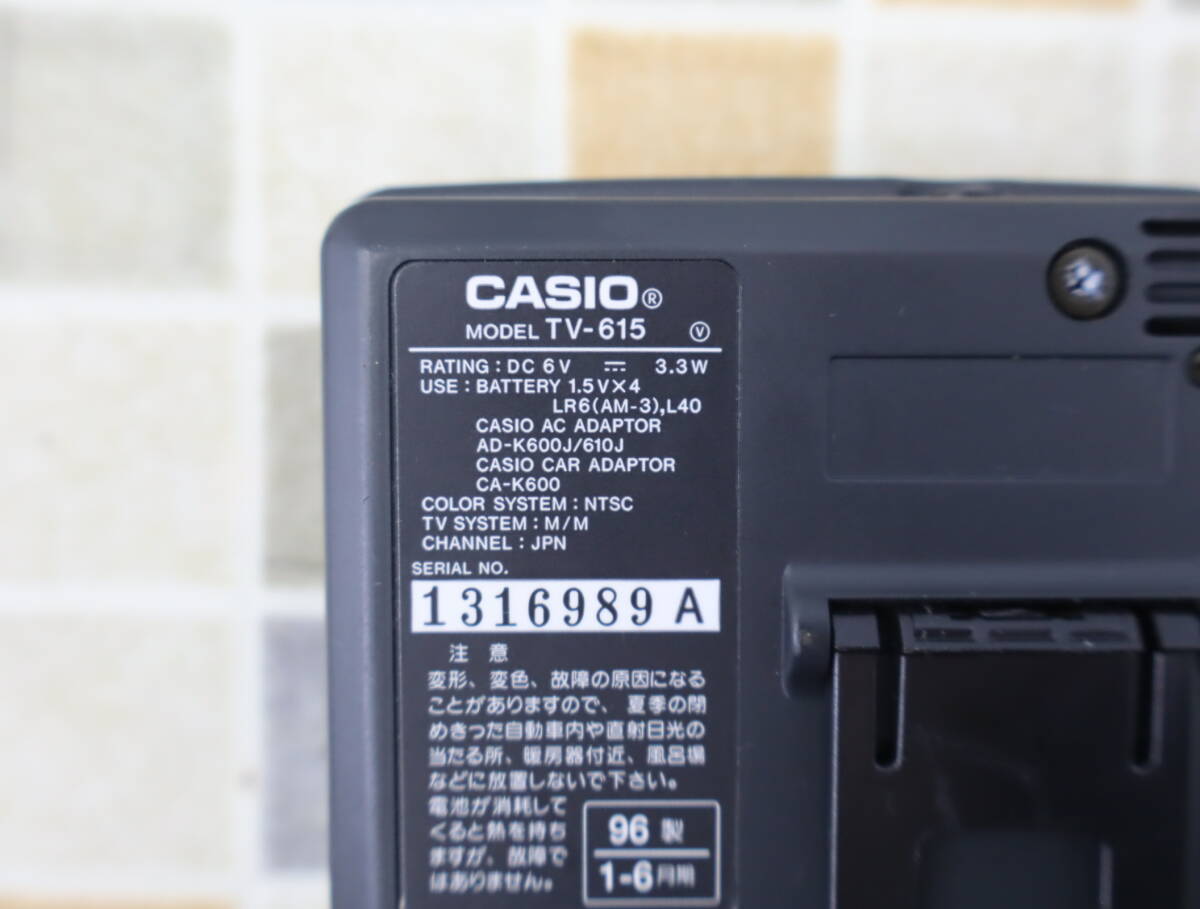 CASIO®
MODEL TV-615 Ⓥ
RATING : DC 6V ⎓ 3.3W
USE : BATTERY 1.5V×4
LR6(AM-3),L40
CASIO AC ADAPTOR
AD-K600J/610J
CASIO CAR ADAPTOR
CA-K600
COLOR SYSTEM : NTSC
TV SYSTEM : M/M
CHANNEL : JPN
SERIAL NO.
1316989 A
注 意
変形、変色、故障の原因になる
ことがありますので、夏季の閉
めきった自動車内や直射日光の
当たる所、暖房器付近、風呂場
などに放置しないで下さい。
電池が消耗して
くると熱を持ち
ますが、故障で
はありません。
96 製
1-6月期